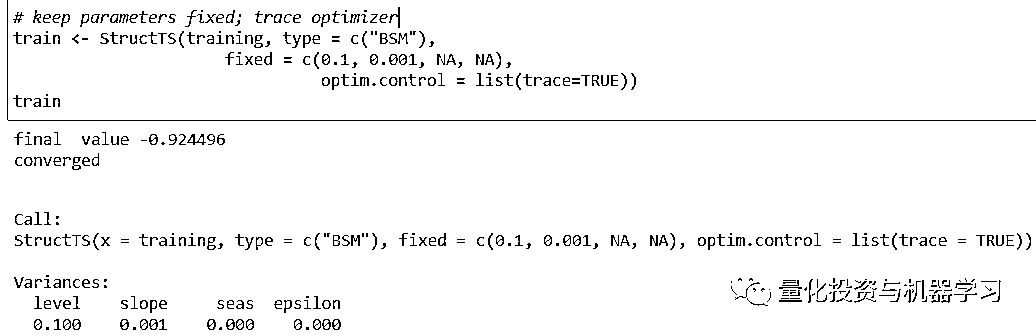 # keep parameters fixed; trace optimizer
train <- StructTS(training, type = c("BSM"),
fixed = c(0.1, 0.001, NA, NA),
optim.control = list(trace=TRUE))
train
final value -0.924496
converged
Call:
StructTS(x = training, type = c("BSM"), fixed = c(0.1, 0.001, NA, NA), optim.control = list(trace = TRUE))
Variances:
level slope seas epsilon
0.100 0.001 0.000 0.000
量化投资与机器学习